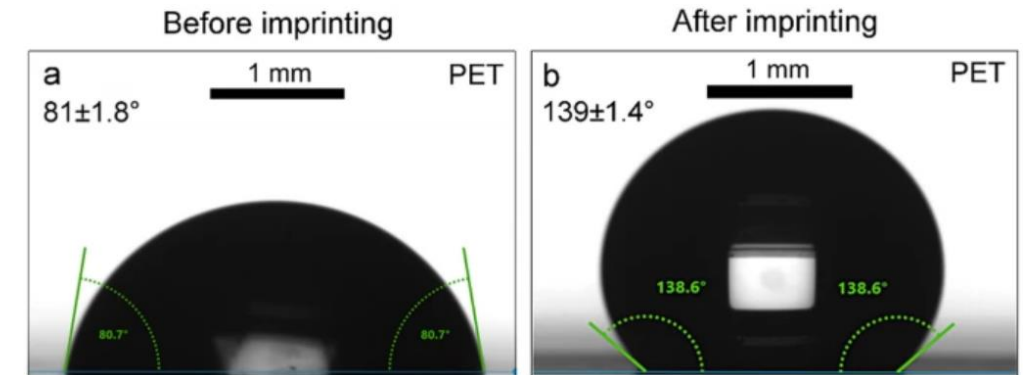 Before imprinting
After imprinting
a
1 mm
PET
81±1.8°
80.7°
80.7°
b
1 mm
PET
139±1.4°
138.6°
138.6°